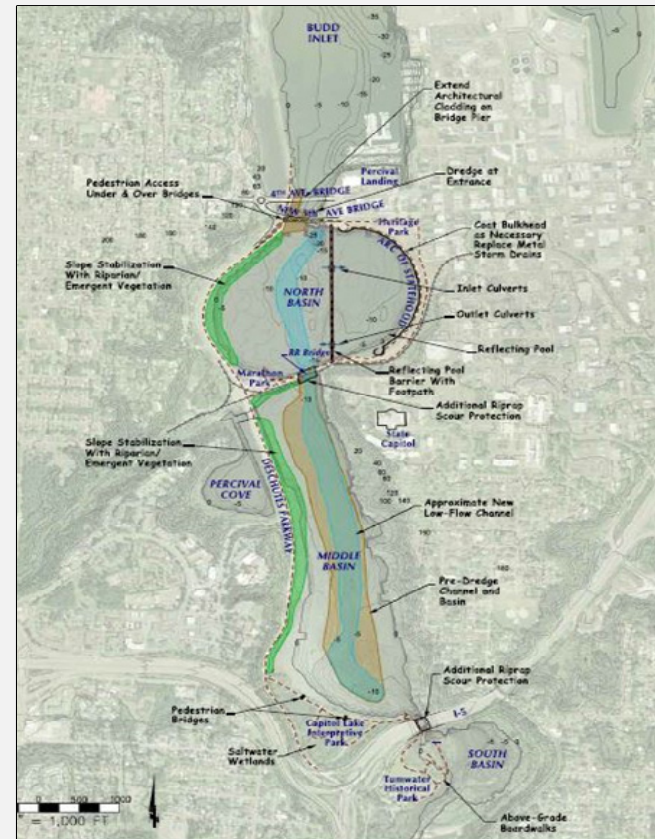 BUDD
INLET
Extend
Architectural
Cladding on
Bridge Pier
Percival
Landing
Dredge at
Entrance
Pedestrian Access
Under & Over Bridges
4TH AVE BRIDGE
5th AVE BRIDGE
Heritage
Park
Coat Bulkhead
as Necessary
Replace Metal
Storm Drains
ARC OF STATEHOOD
Slope Stabilization
With Riparian/
Emergent Vegetation
NORTH
BASIN
Inlet Culverts
Outlet Culverts
Reflecting Pool
RR Bridge
Marathon
Park
Reflecting Pool
Barrier With
Footpath
Additional Riprap
Scour Protection
State
Capitol
Slope Stabilization
With Riparian/
Emergent Vegetation
PERCIVAL
COVE
DESCHUTES PARKWAY
Approximate New
Low-Flow Channel
MIDDLE
BASIN
Pre-Dredge
Channel and
Basin
Additional Riprap
Scour Protection
Pedestrian
Bridges
Capitol Lake
Interpretive
Park
I-5
Saltwater
Wetlands
SOUTH
BASIN
Tumwater
Historical
Park
Above-Grade
Boardwalks
0 500 1000
" = 1,000 FT